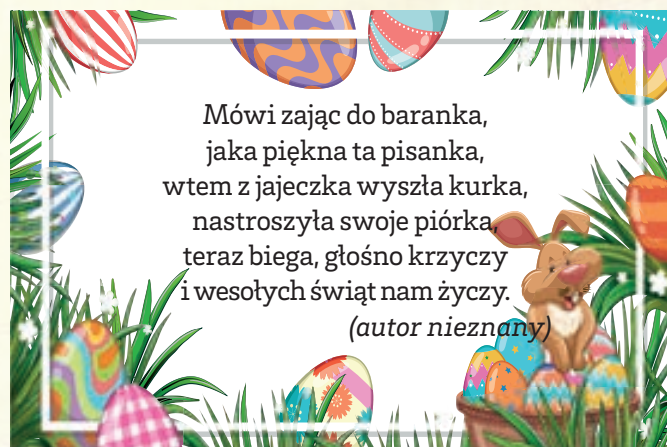 Mówi zając do baranka,
jaka piękna ta pisanka,
wtem z jajeczka wyszła kurka,
nastroszyła swoje piórka,
teraz biega, głośno krzyczy
i wesołych świąt nam życzy.
(autor nieznany)